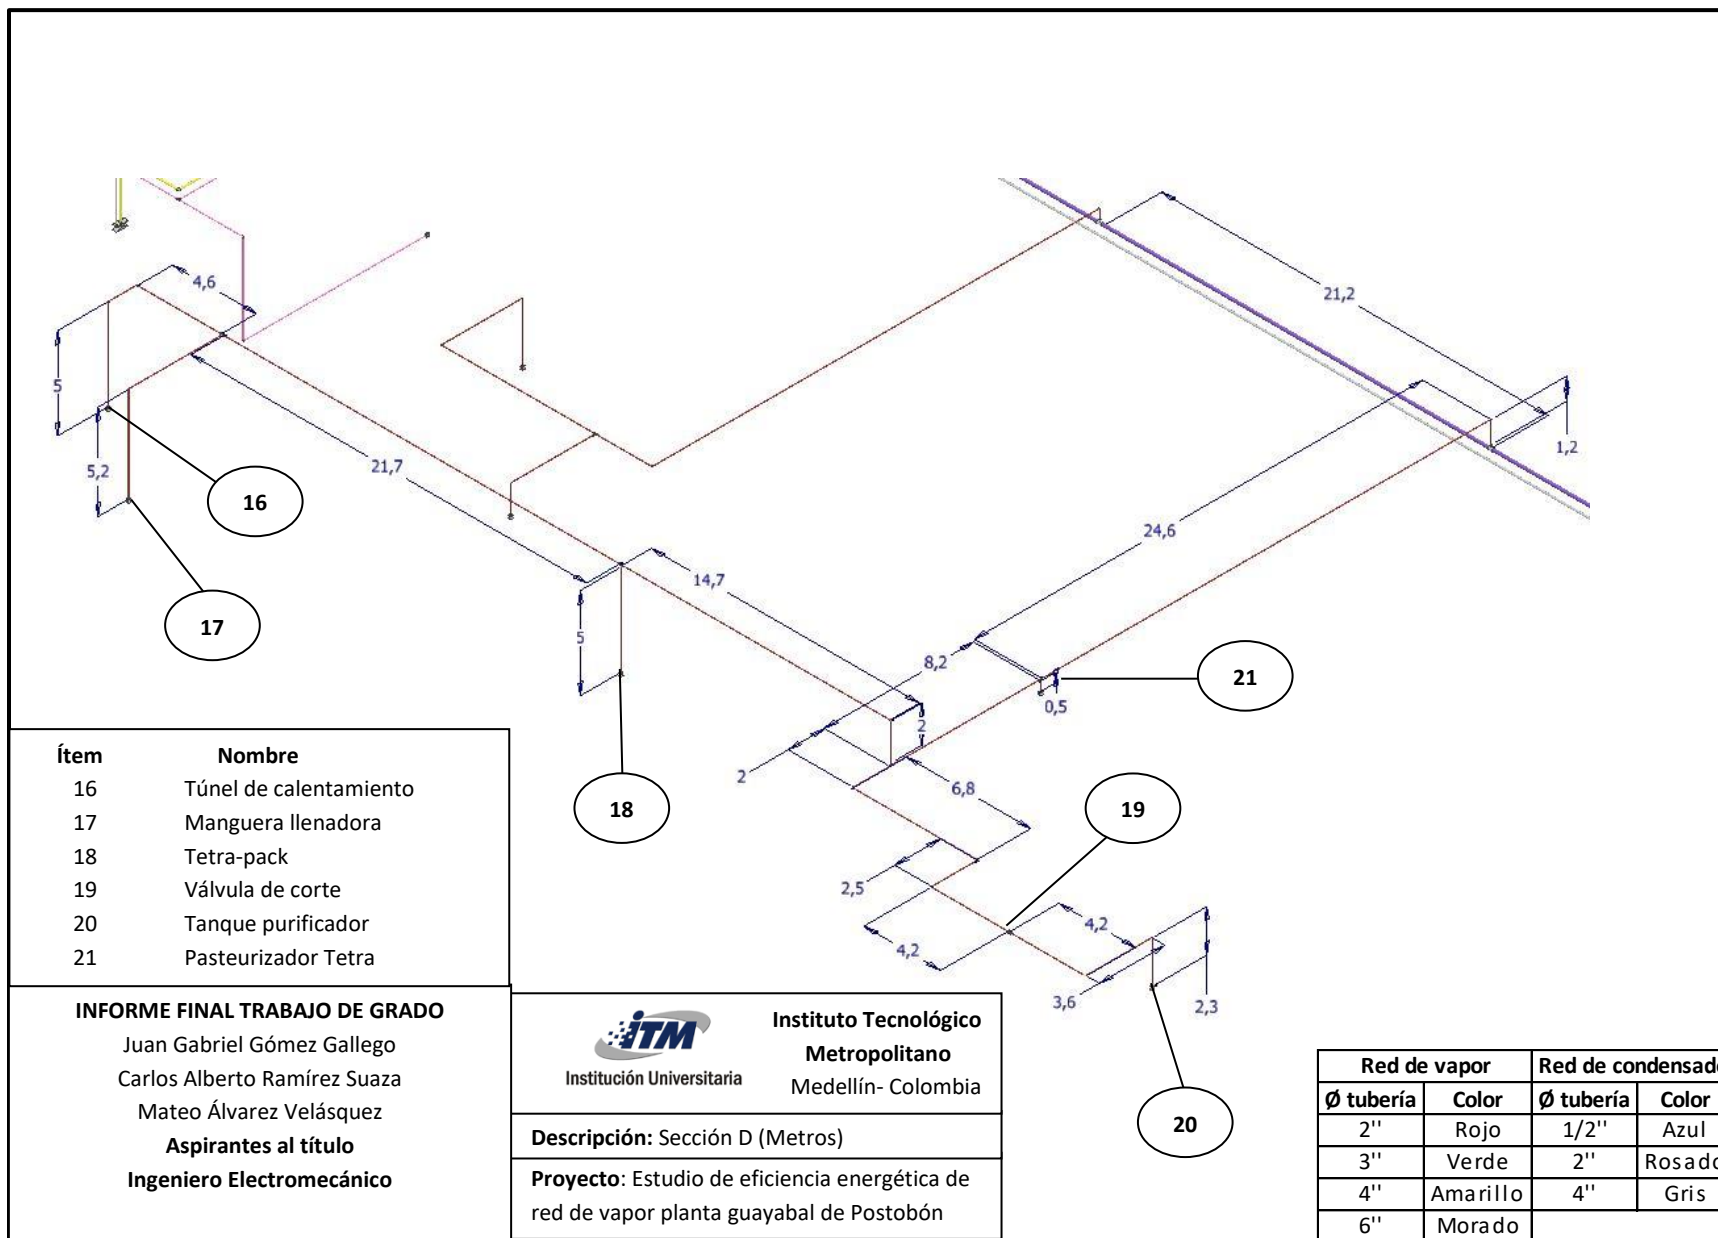 4,6
21,2
5
1,2
5,2
21,7
16
24,6
14,7
17
5
8,2
21
0,5
2
2
6,8
18
19
2,5
4,2
4,2
3,6
2,3
20
Ítem Nombre
16 Túnel de calentamiento
17 Manguera llenadora
18 Tetra-pack
19 Válvula de corte
20 Tanque purificador
21 Pasteurizador Tetra
INFORME FINAL TRABAJO DE GRADO
Juan Gabriel Gómez Gallego
Carlos Alberto Ramírez Suaza
Mateo Álvarez Velásquez
Aspirantes al título
Ingeniero Electromecánico
iTM
Institución Universitaria
Instituto Tecnológico
Metropolitano
Medellín- Colombia
Descripción: Sección D (Metros)
Proyecto: Estudio de eficiencia energética de
red de vapor planta guayabal de Postobón
Red de vapor Red de condensado
Ø tubería Color Ø tubería Color
2'' Rojo 1/2'' Azul
3'' Verde 2'' Rosado
4'' Amarillo 4'' Gris
6'' Morado